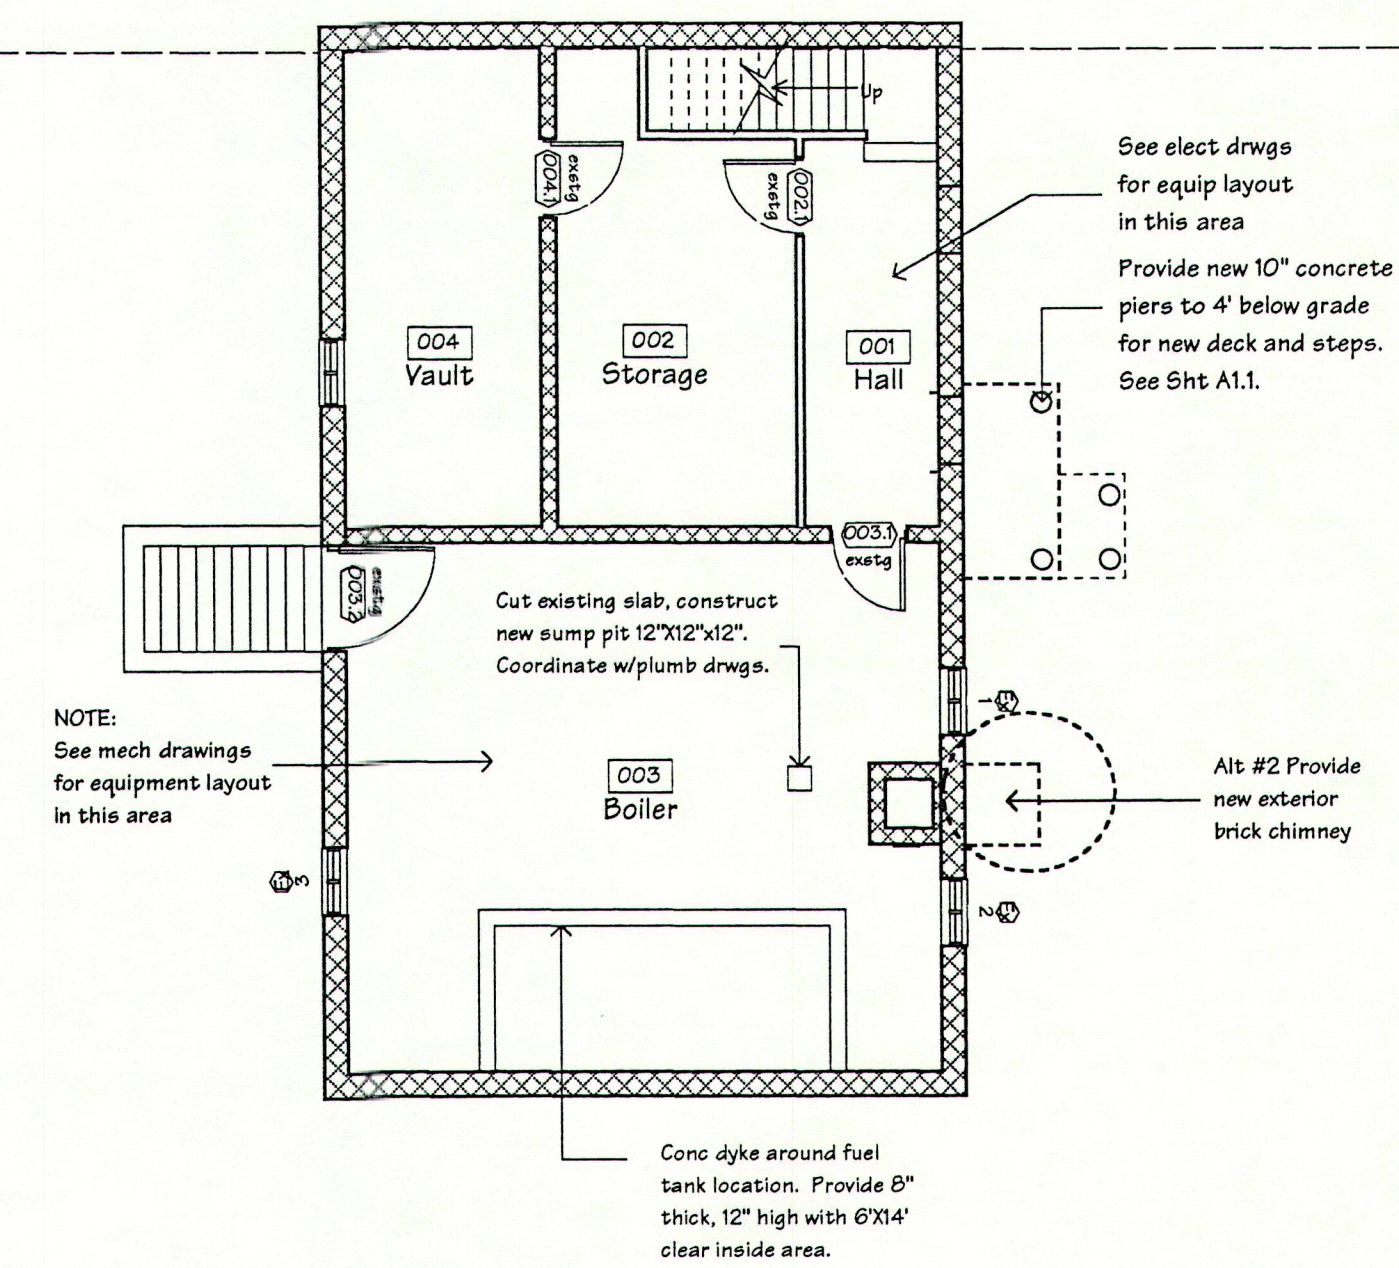 Up
004.1
exstg
002.1
exstg
See elect drwgs
for equip layout
in this area
Provide new 10" concrete
piers to 4' below grade
for new deck and steps.
See Sht A1.1.
004
Vault
002
Storage
001
Hall
003.1
exstg
003.2
exstg
Cut existing slab, construct
new sump pit 12"X12"x12".
Coordinate w/plumb drwgs.
NOTE:
See mech drawings
for equipment layout
in this area
003
Boiler
1
Alt #2 Provide
new exterior
brick chimney
3
2
Conc dyke around fuel
tank location. Provide 8"
thick, 12" high with 6'X14'
clear inside area.